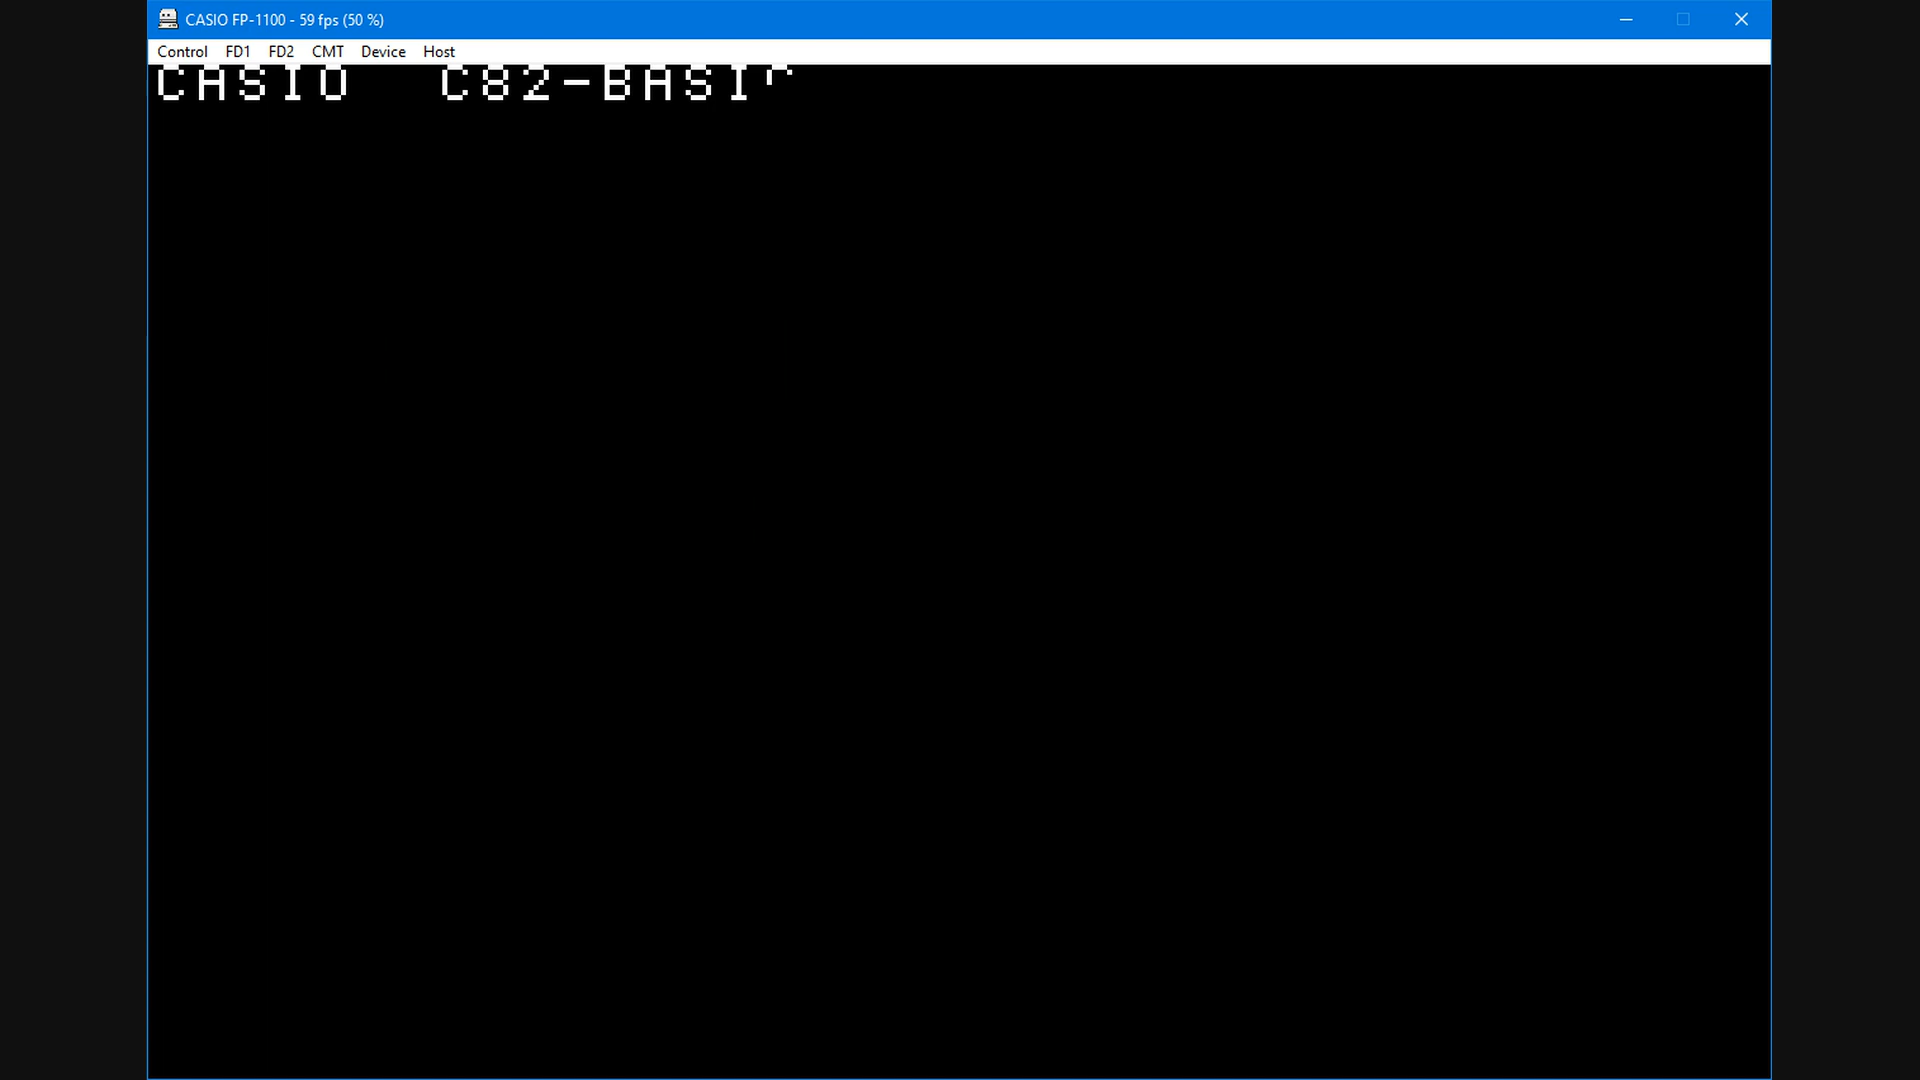 CASIO FP-1100 - 59 fps (50 %)
Control FD1 FD2 CMT Device Host
CASIO C82-BASI